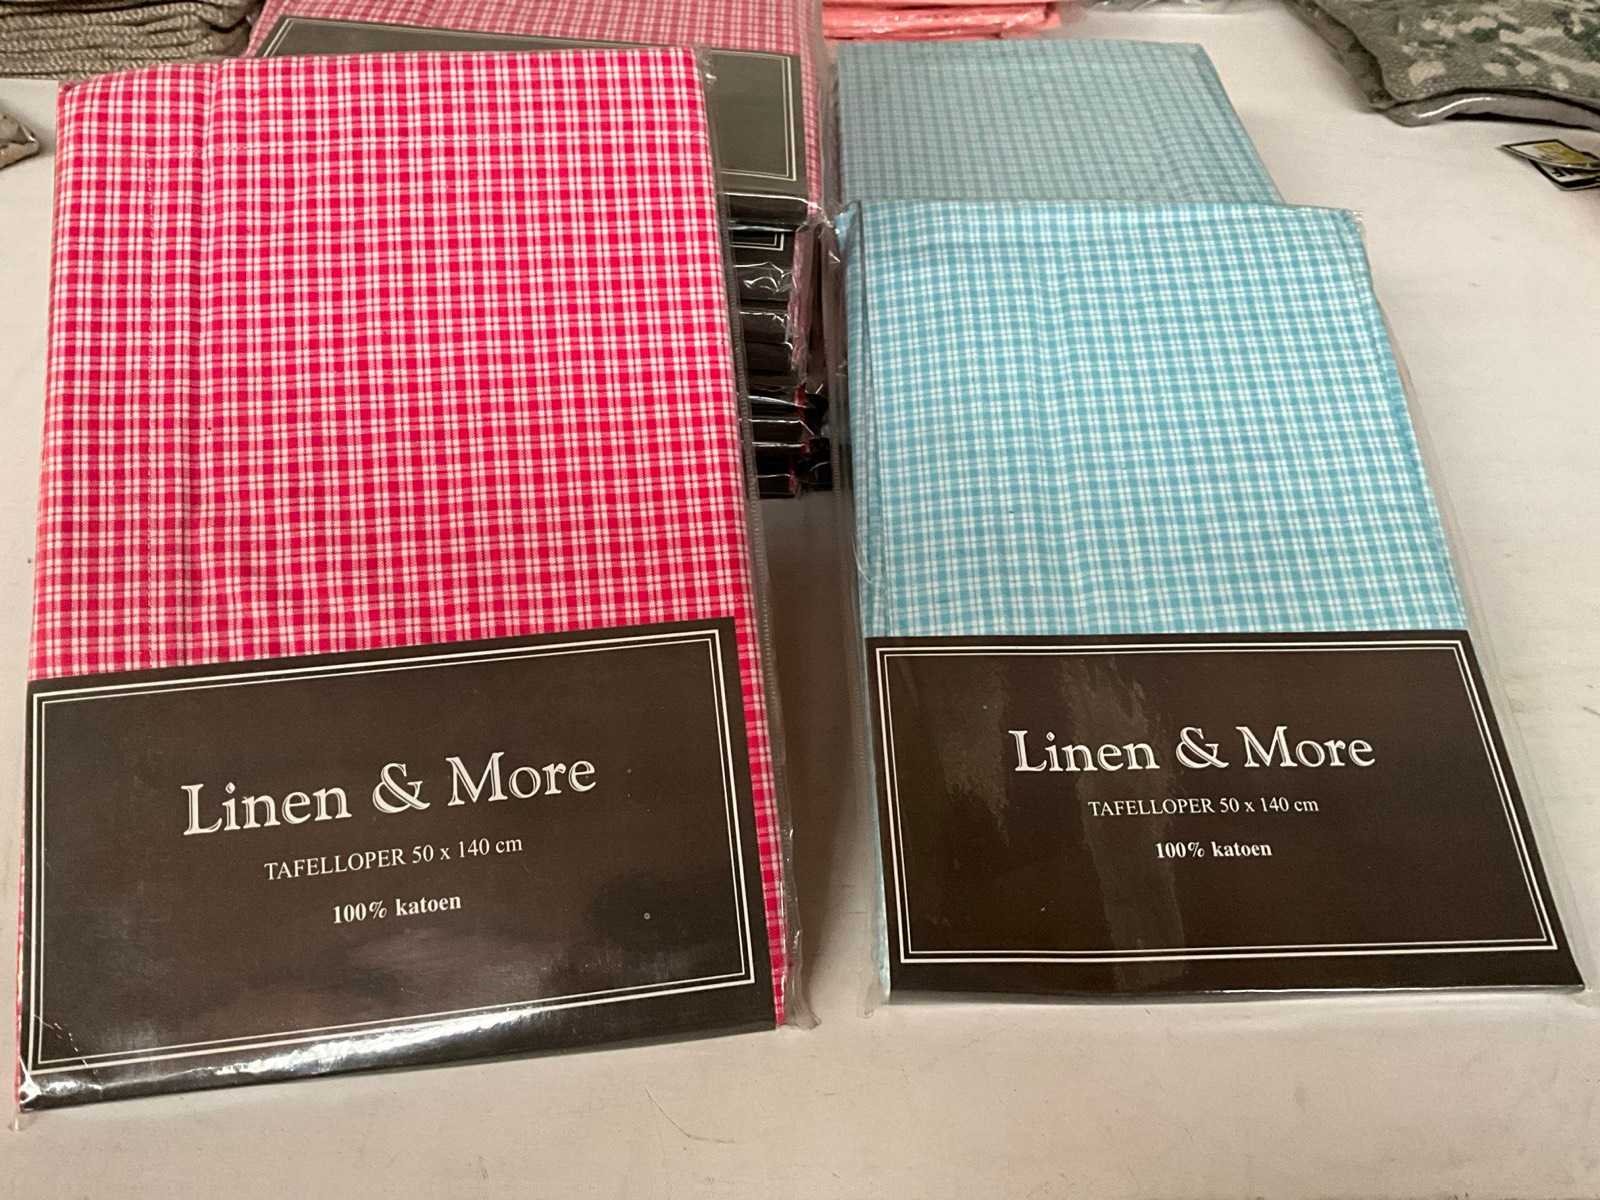 Linen & More
TAFELLOPER 50 x 140 cm
100% katoen
Linen & More
TAFELLOPER 50 x 140 cm
100% katoen